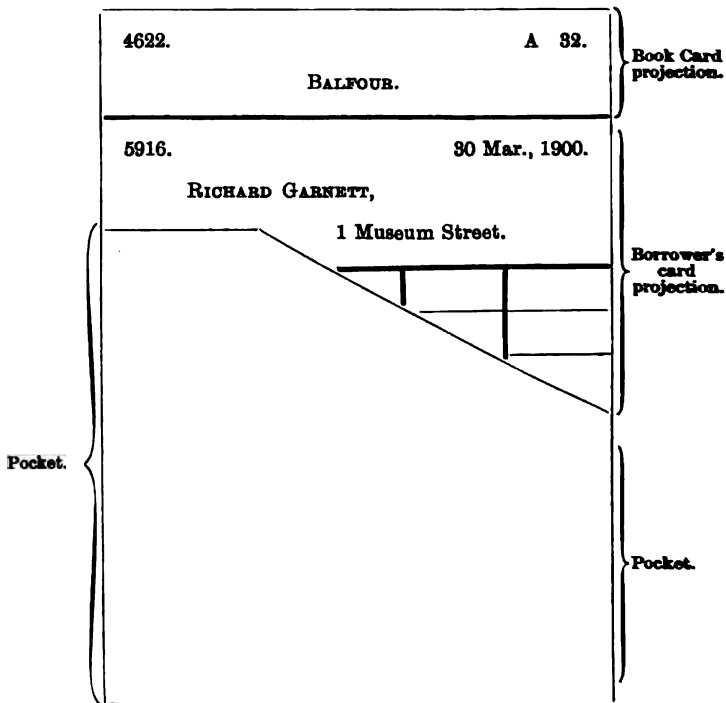 4622. A 32.
Book Card
projection.
BALFOUR.
5916. 30 Mar., 1900.
RICHARD GARNETT,
1 Museum Street.
Borrower's
card
projection.
Pocket.
Pocket.